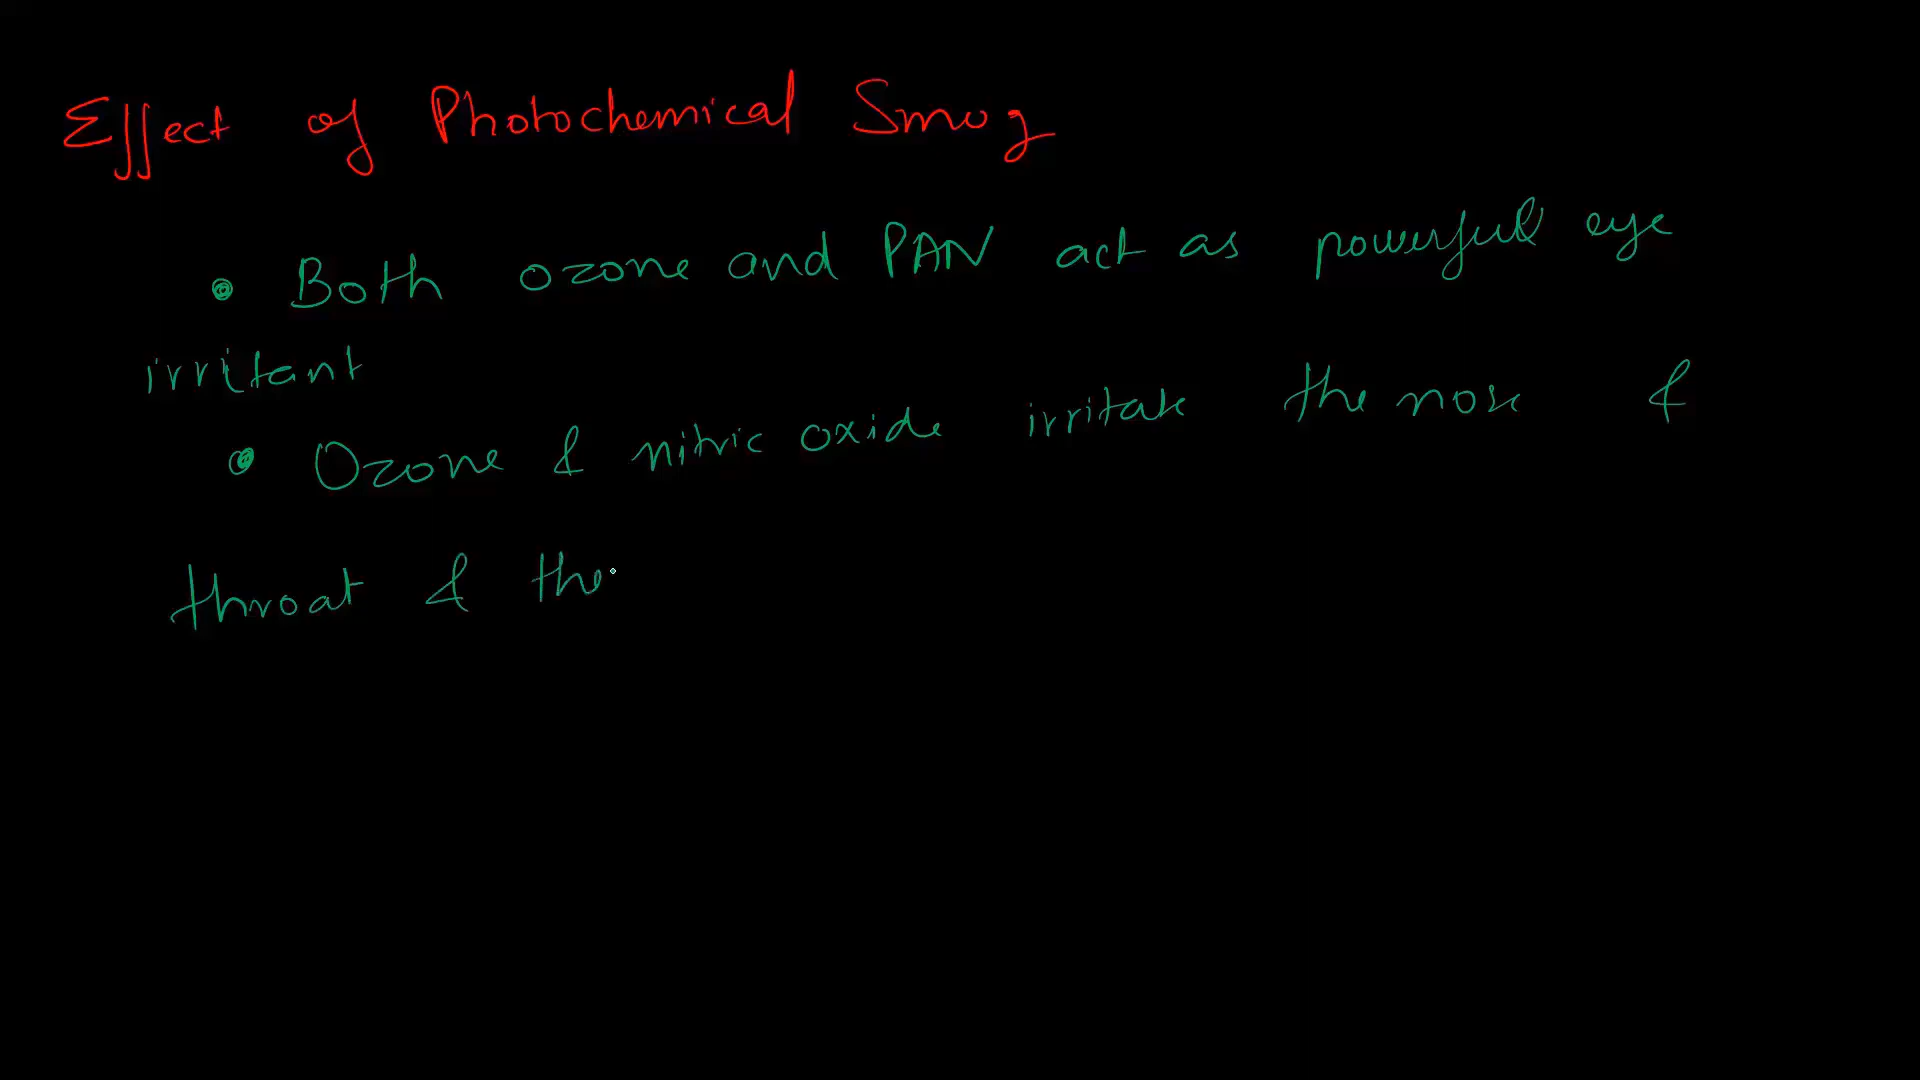 Effect of Photochemical Smog
• Both ozone and PAN act as powerful eye
irritant
• Ozone & nitric oxide irritate the nose &
throat & the